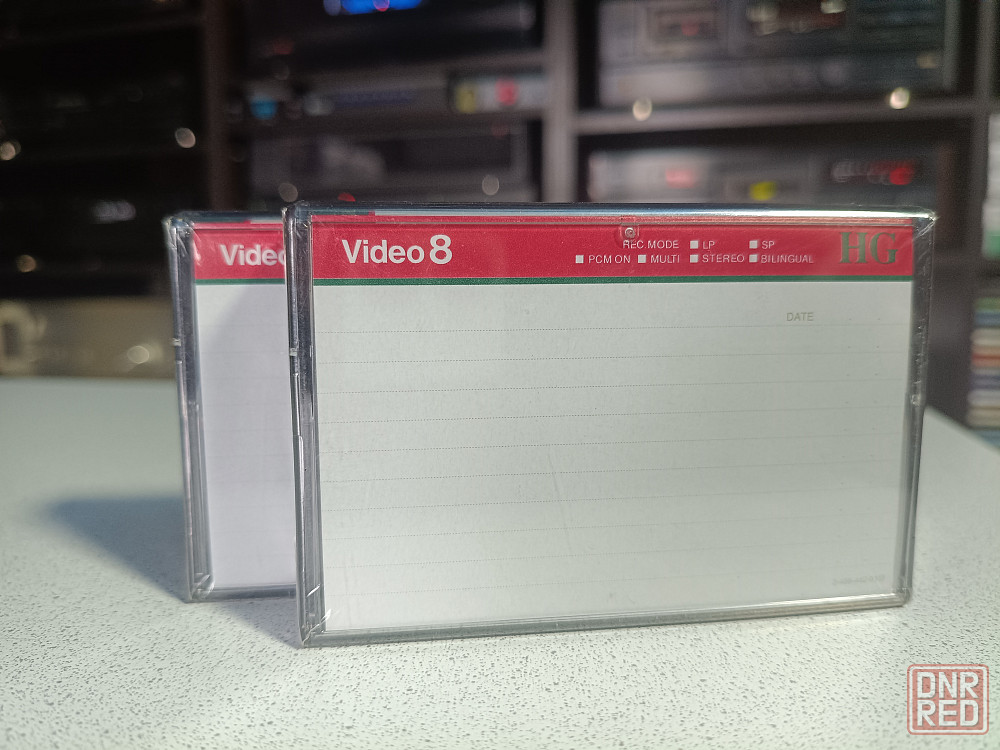 Video
Video 8
REC.MODE LP SP
PCM ON MULTI STEREO BILINGUAL
HG
DATE
DNR
RED